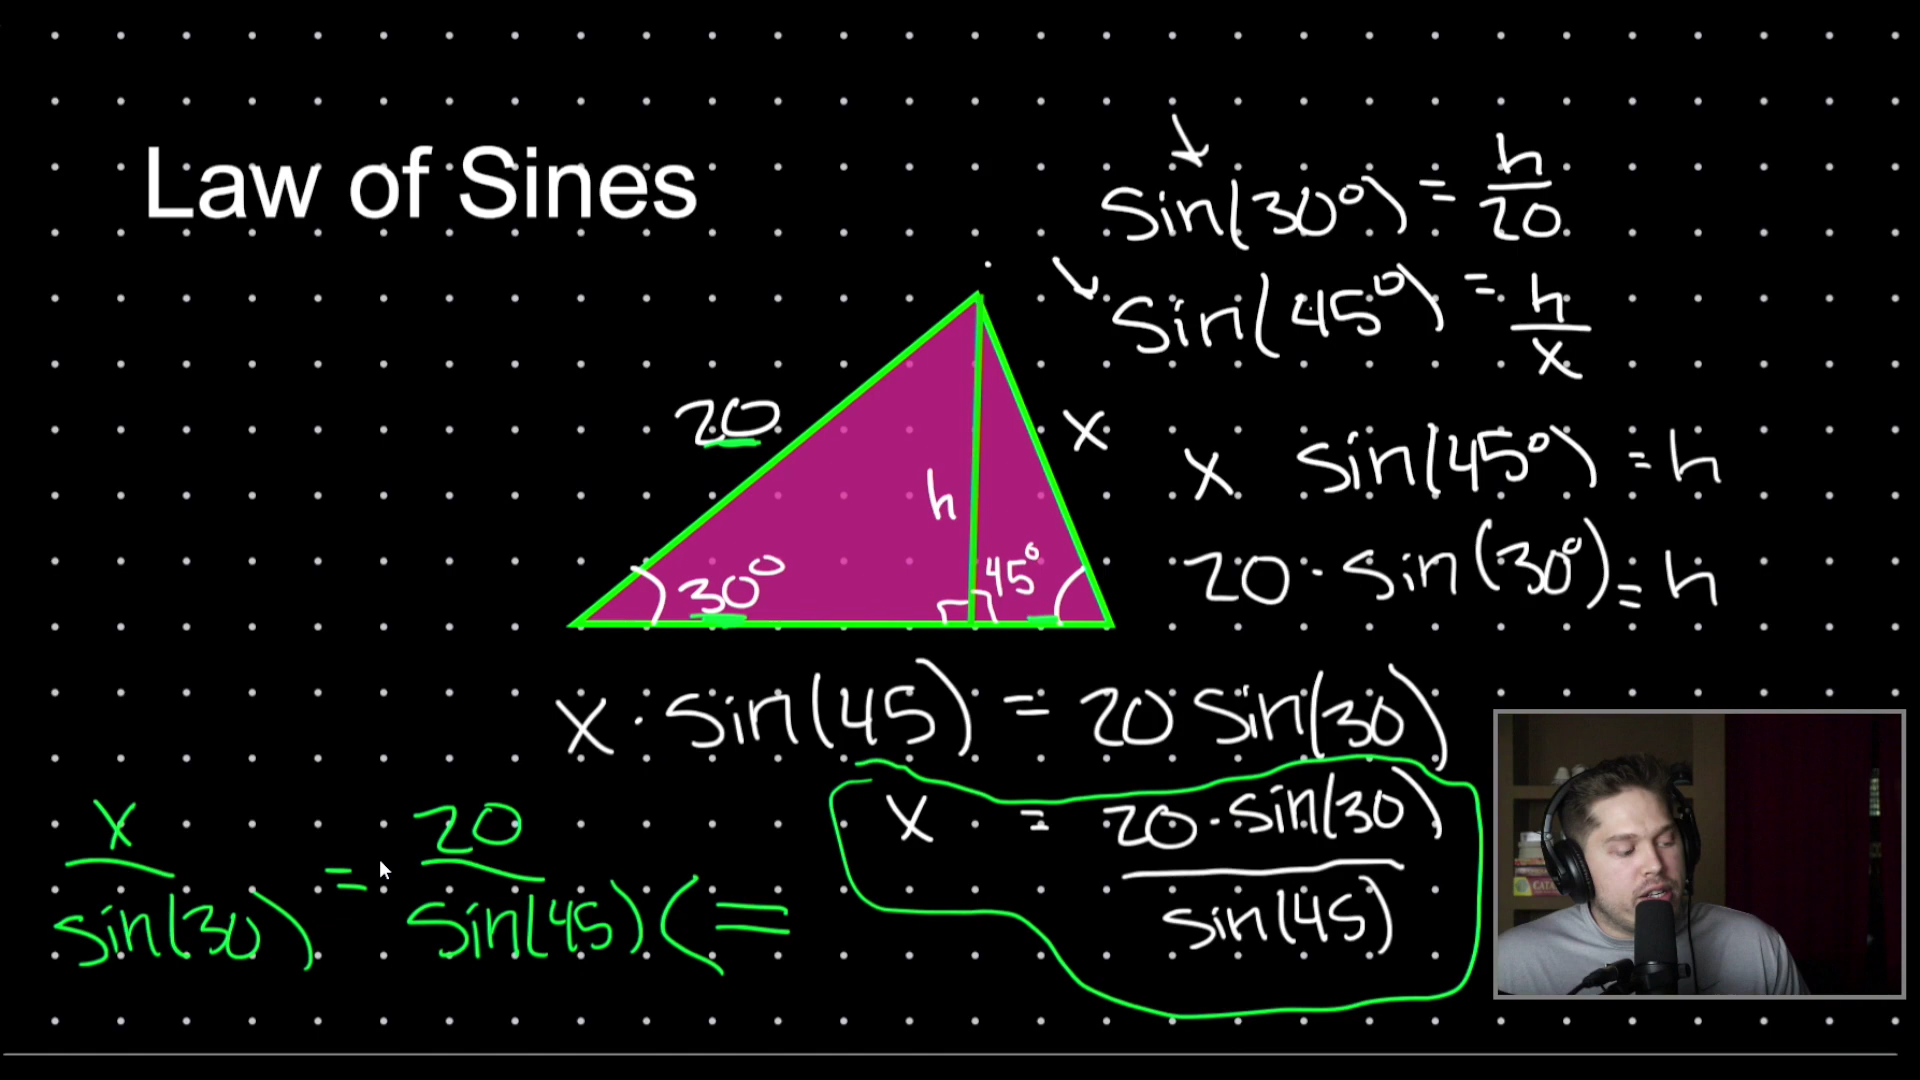 Law of Sines
Sin(30°) = h/20
Sin(45°) = h/x
20
x
h
30°
45°
x sin(45°) = h
20 · sin(30°) = h
x · sin(45) = 20 sin(30)
x = 20 · sin(30)/sin(45)
x/sin(30) = 20/sin(45) (=
CATA